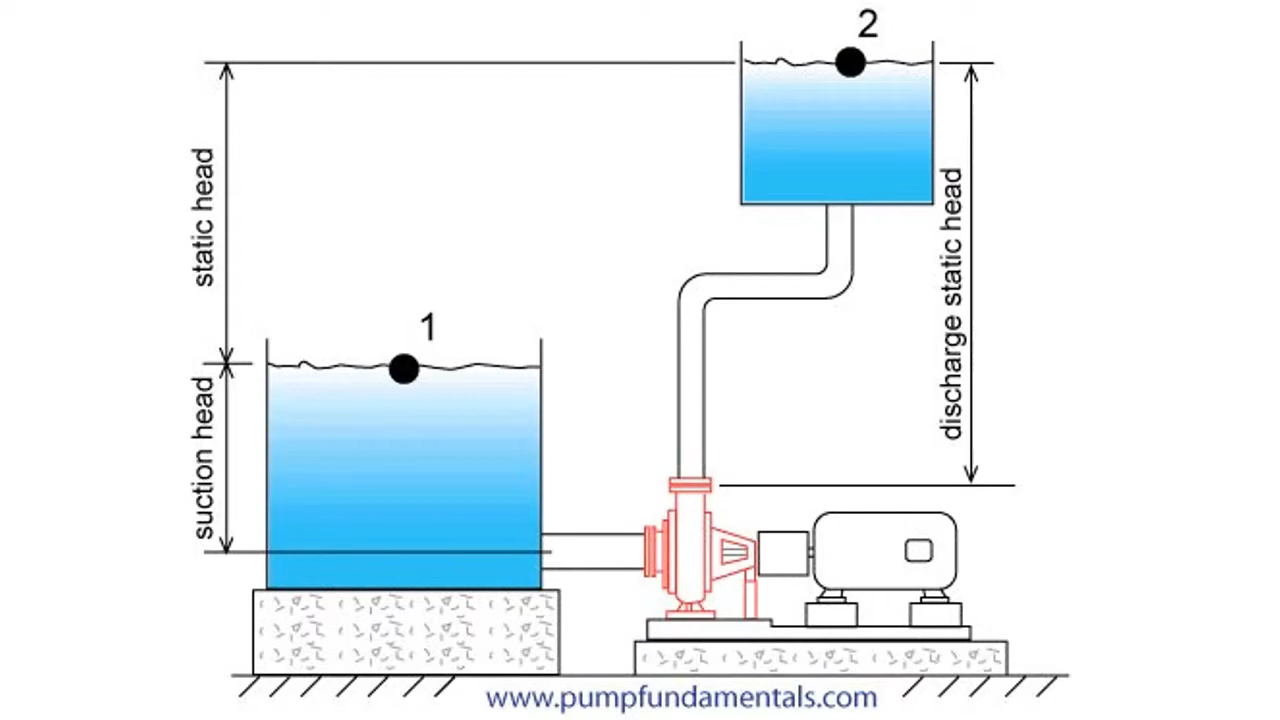 2
static head
discharge static head
1
suction head
www.pumpfundamentals.com